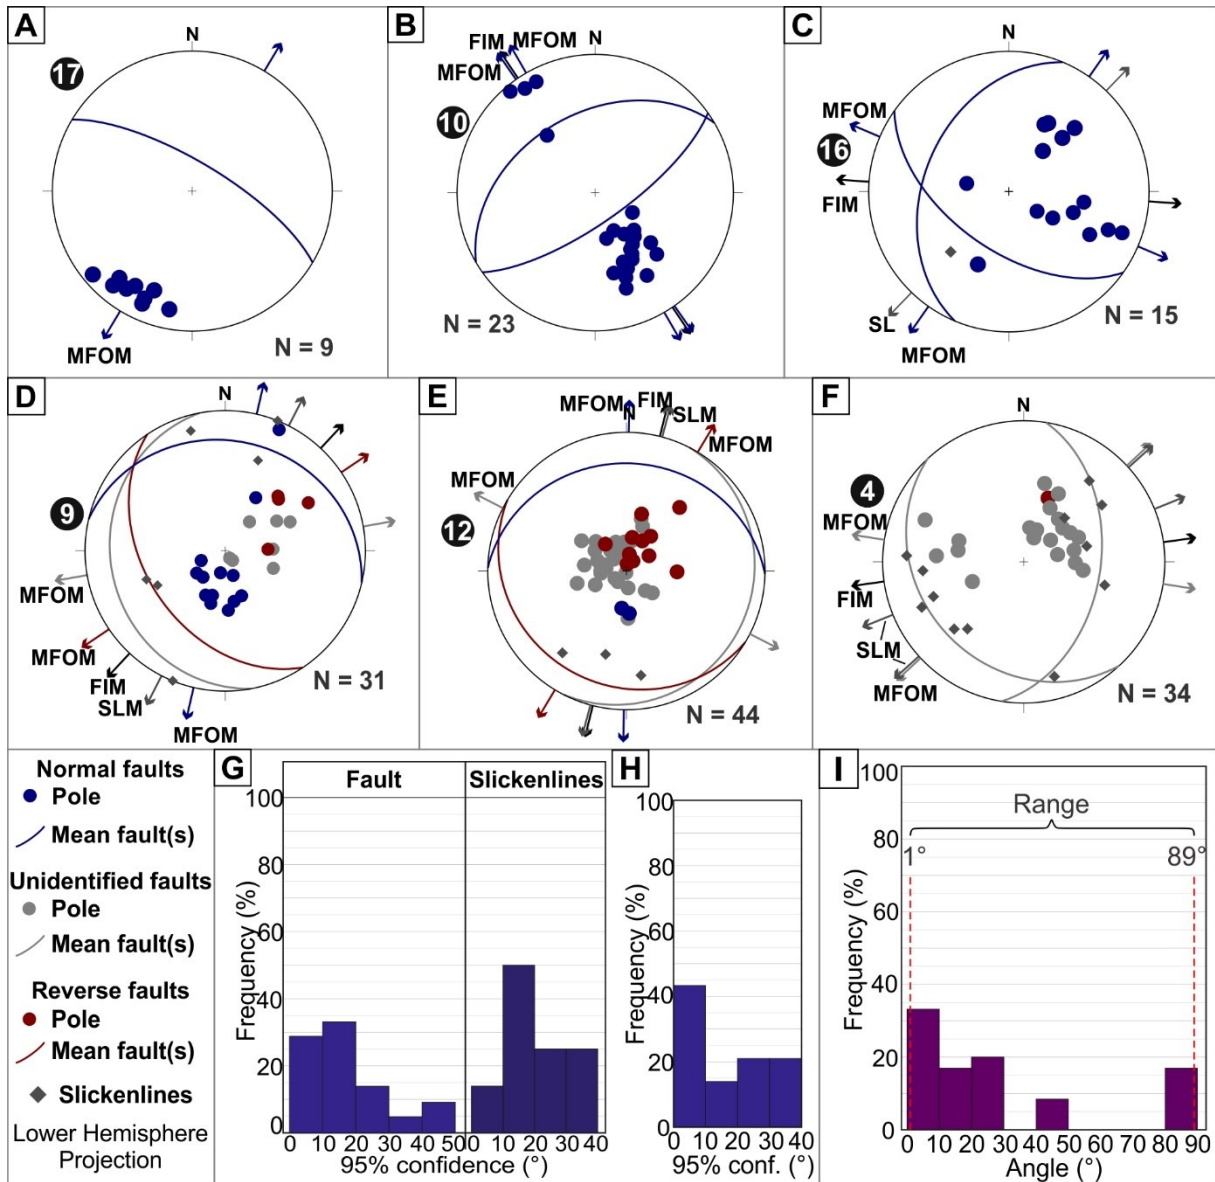 A
N
17
MFOM
N = 9
B
FIM
MFOM
N
MFOM
10
N = 23
C
N
MFOM
16
FIM
SL
MFOM
N = 15
D
N
9
MFOM
MFOM
FIM
SLM
MFOM
N = 31
E
MFOM
FIM
N
SLM
MFOM
MFOM
12
N = 44
F
N
4
MFOM
FIM
SLM
MFOM
N = 34
Normal faults
Pole
Mean fault(s)
Unidentified faults
Pole
Mean fault(s)
Reverse faults
Pole
Mean fault(s)
Slickenlines
Lower Hemisphere
Projection
G
Fault
Slickenlines
100
80
60
40
20
0
Frequency (%)
0 10 20 30 40 50 0 10 20 30 40
95% confidence (°)
H
100
80
60
40
20
0
Frequency (%)
0 10 20 30 40
95% conf. (°)
I
100
80
60
40
20
0
Frequency (%)
Range
1°
89°
0 10 20 30 40 50 60 70 80 90
Angle (°)